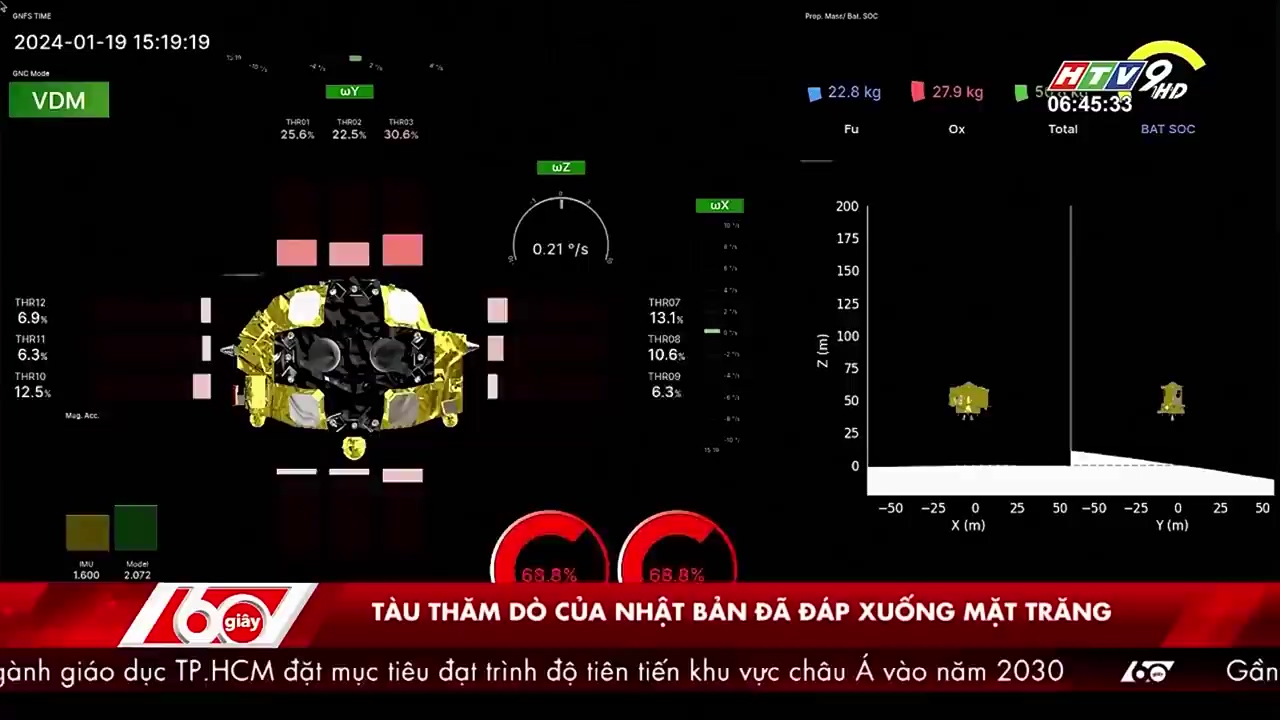 GNFS TIME
2024-01-19 15:19:19
GNC Mode
VDM
ωY
THR01 THR02 THR03
25.6% 22.5% 30.6%
ωZ
0.21 °/s
ωX
Prop. Mass/ Bat. SOC
22.8 kg 27.9 kg
HTV9HD
06:45:33
Fu Ox Total BAT SOC
THR12
6.9%
THR11
6.3%
THR10
12.5%
Mag. Acc.
THR07
13.1%
THR08
10.6%
THR09
6.3%
200
175
150
125
100
75
50
25
0
Z (m)
−50 −25 0 25 50 −50 −25 0 25 50
X (m) Y (m)
IMU Model
1.600 2.072
68.8% 68.8%
60 giây
TÀU THĂM DÒ CỦA NHẬT BẢN ĐÃ ĐÁP XUỐNG MẶT TRĂNG
gành giáo dục TP.HCM đặt mục tiêu đạt trình độ tiên tiến khu vực châu Á vào năm 2030 60 giây Gần